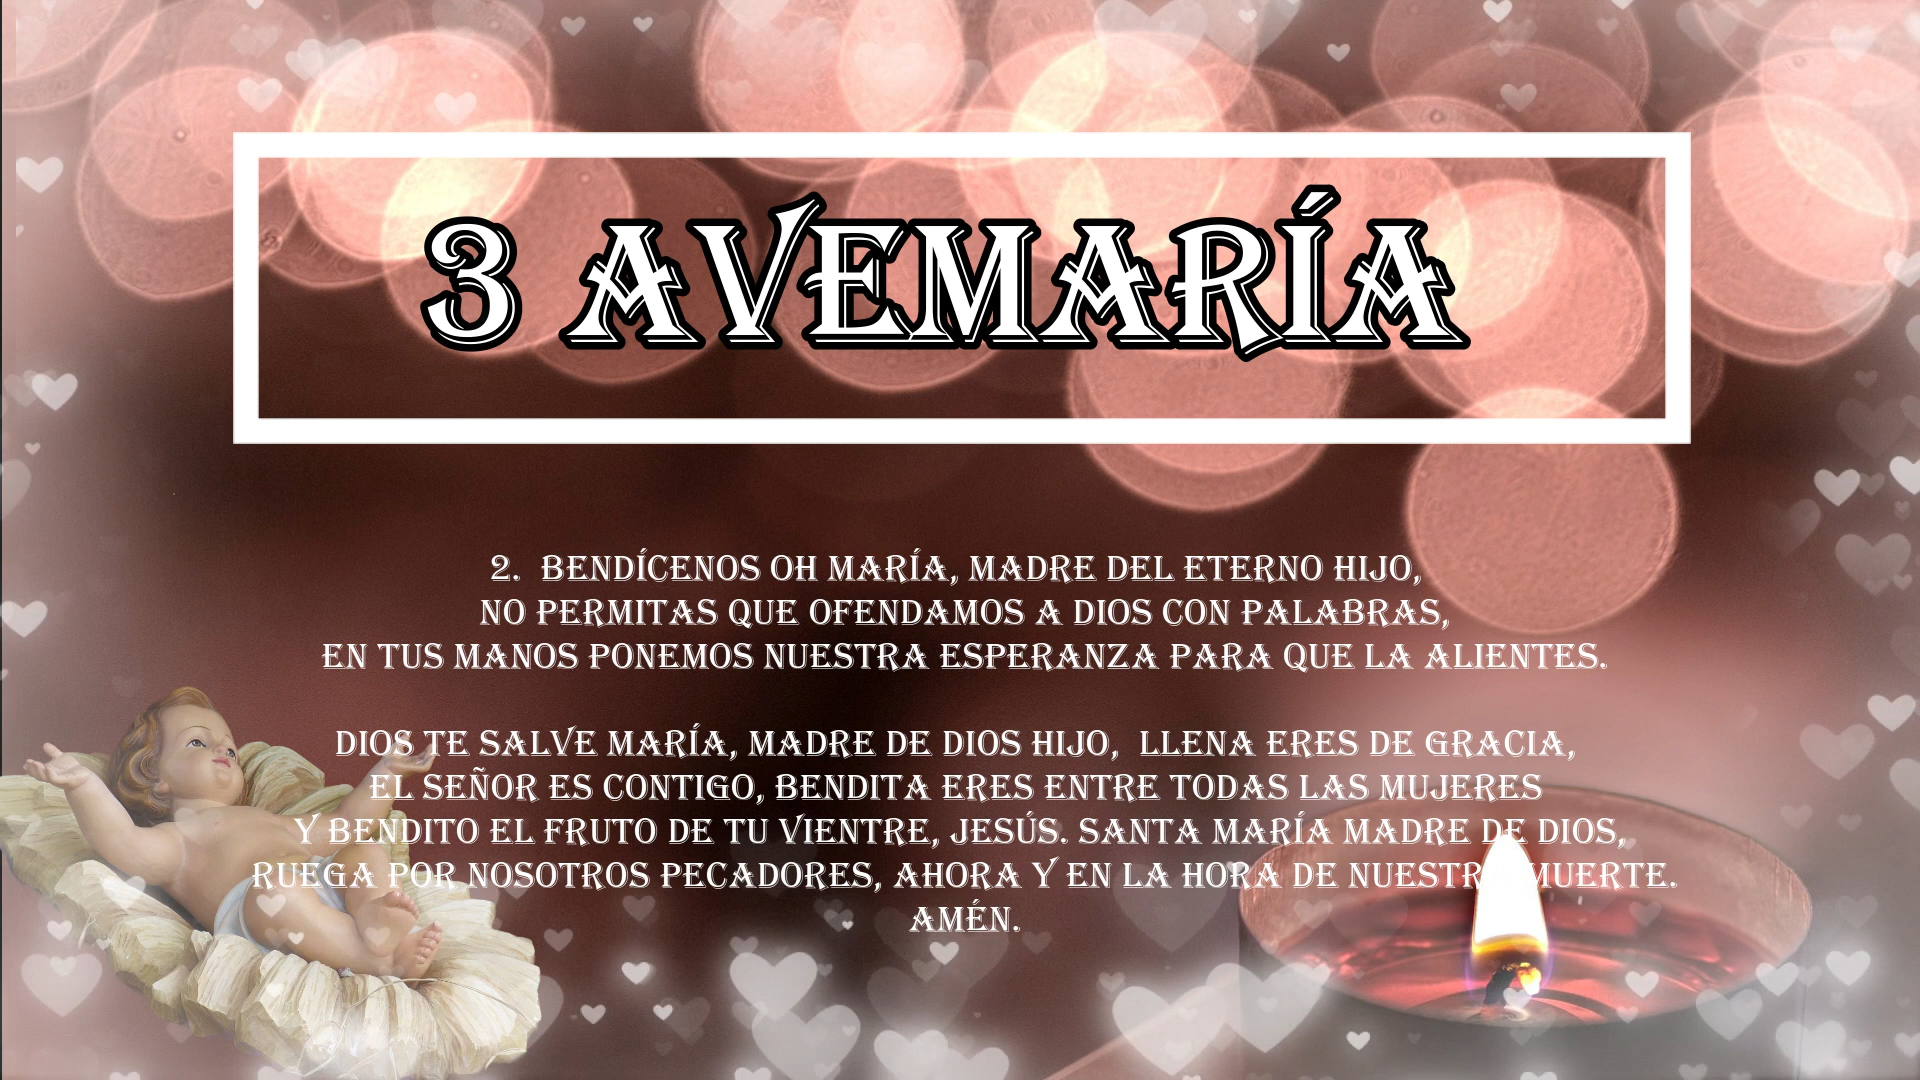 3 AVEMARÍA
2. BENDÍCENOS OH MARÍA, MADRE DEL ETERNO HIJO,
NO PERMITAS QUE OFENDAMOS A DIOS CON PALABRAS,
EN TUS MANOS PONEMOS NUESTRA ESPERANZA PARA QUE LA ALIENTES.
DIOS TE SALVE MARÍA, MADRE DE DIOS HIJO, LLENA ERES DE GRACIA,
EL SEÑOR ES CONTIGO, BENDITA ERES ENTRE TODAS LAS MUJERES
Y BENDITO EL FRUTO DE TU VIENTRE, JESÚS. SANTA MARÍA MADRE DE DIOS,
RUEGA POR NOSOTROS PECADORES, AHORA Y EN LA HORA DE NUESTRA MUERTE.
AMÉN.